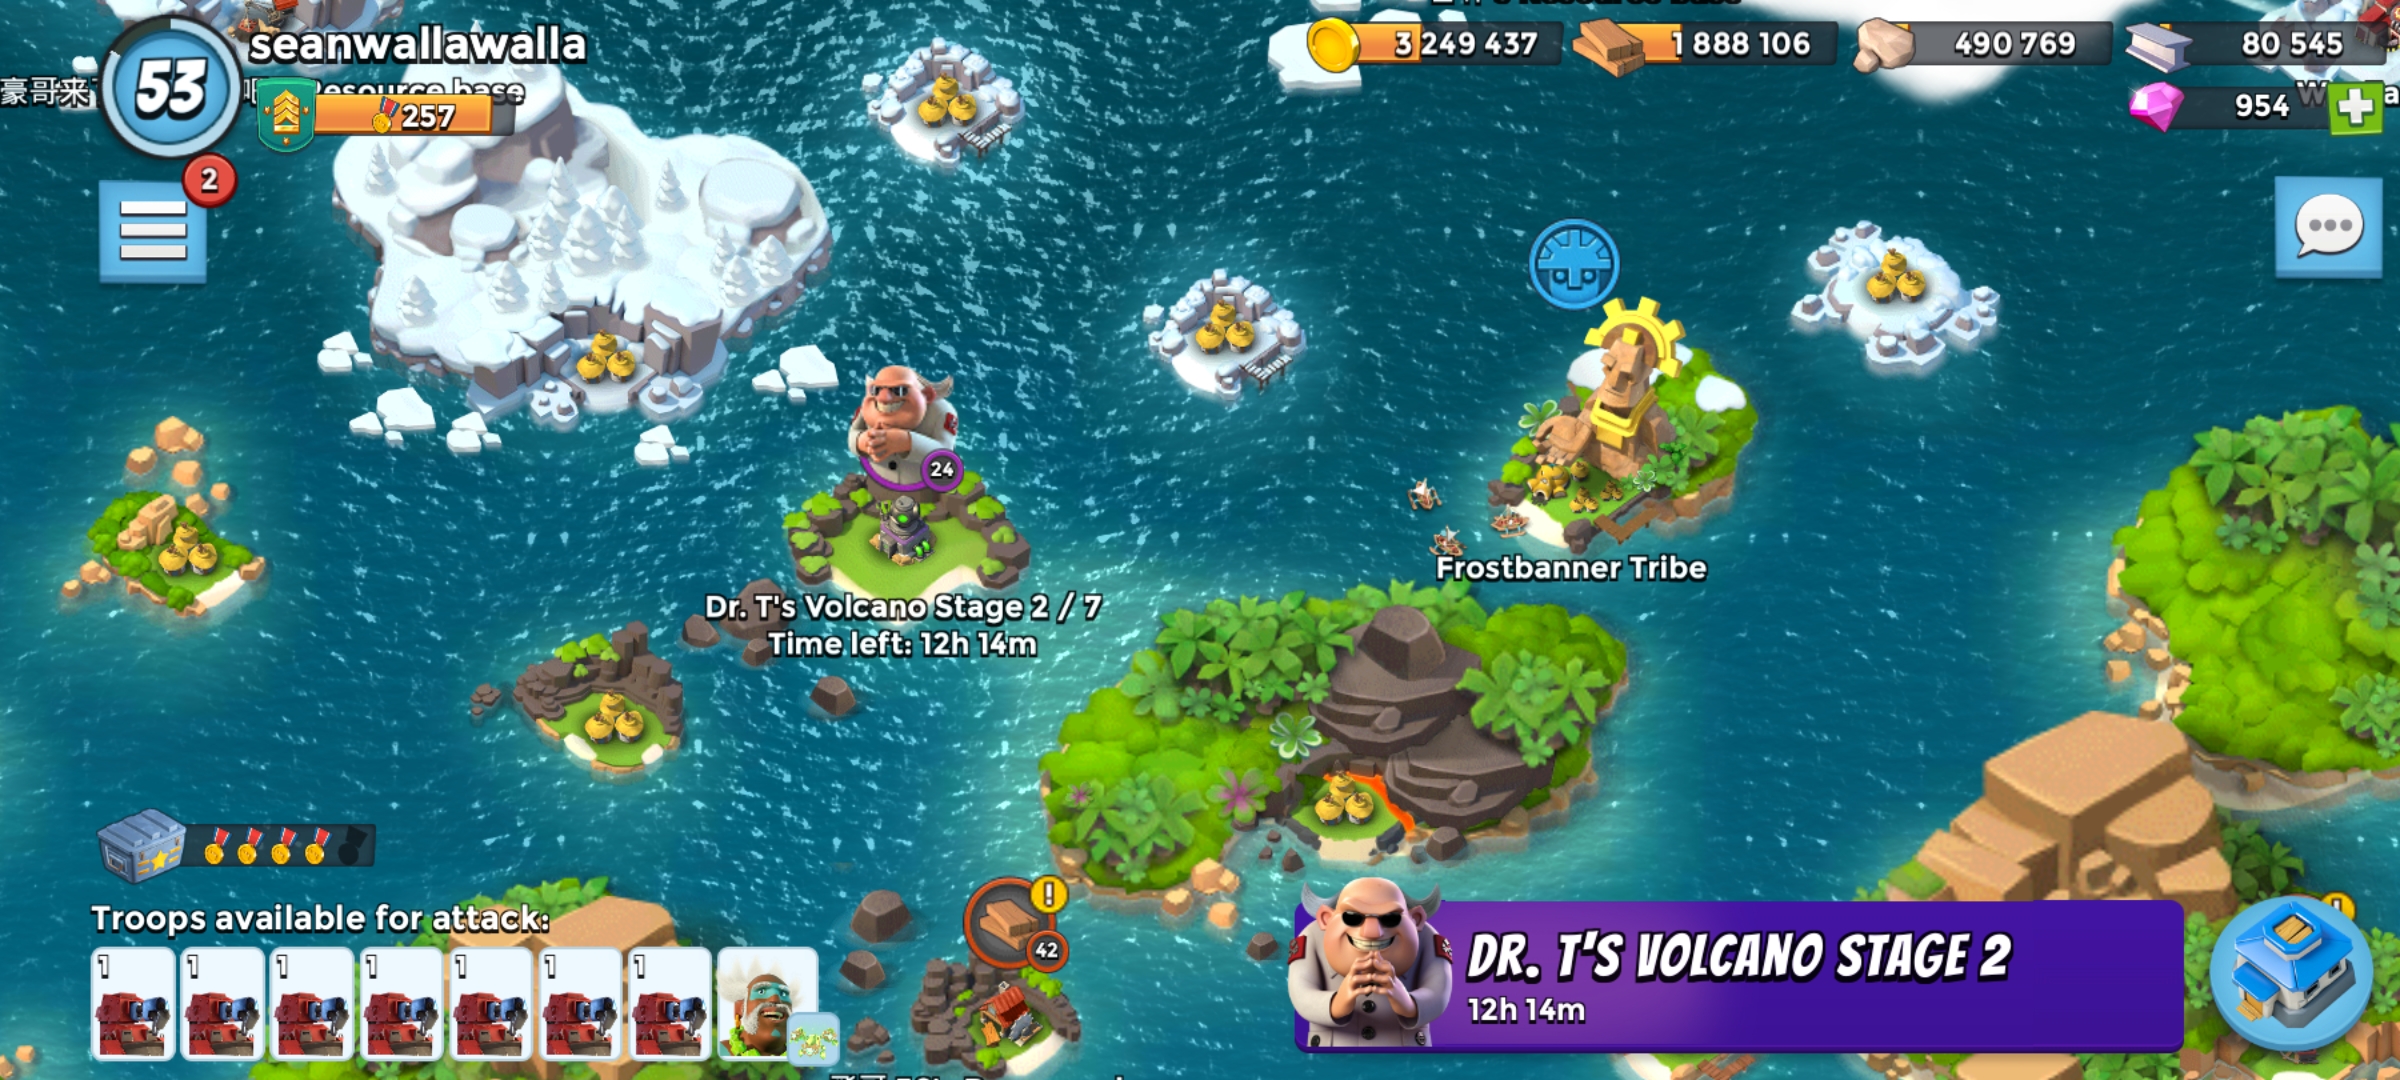 seanwallawalla
豪哥来
Resource base
53
257
3 249 437
1 888 106
490 769
80 545
954
2
24
Dr. T's Volcano Stage 2 / 7
Time left: 12h 14m
Frostbanner Tribe
!
42
Troops available for attack:
1
1
1
1
1
1
1
DR. T'S VOLCANO STAGE 2
12h 14m